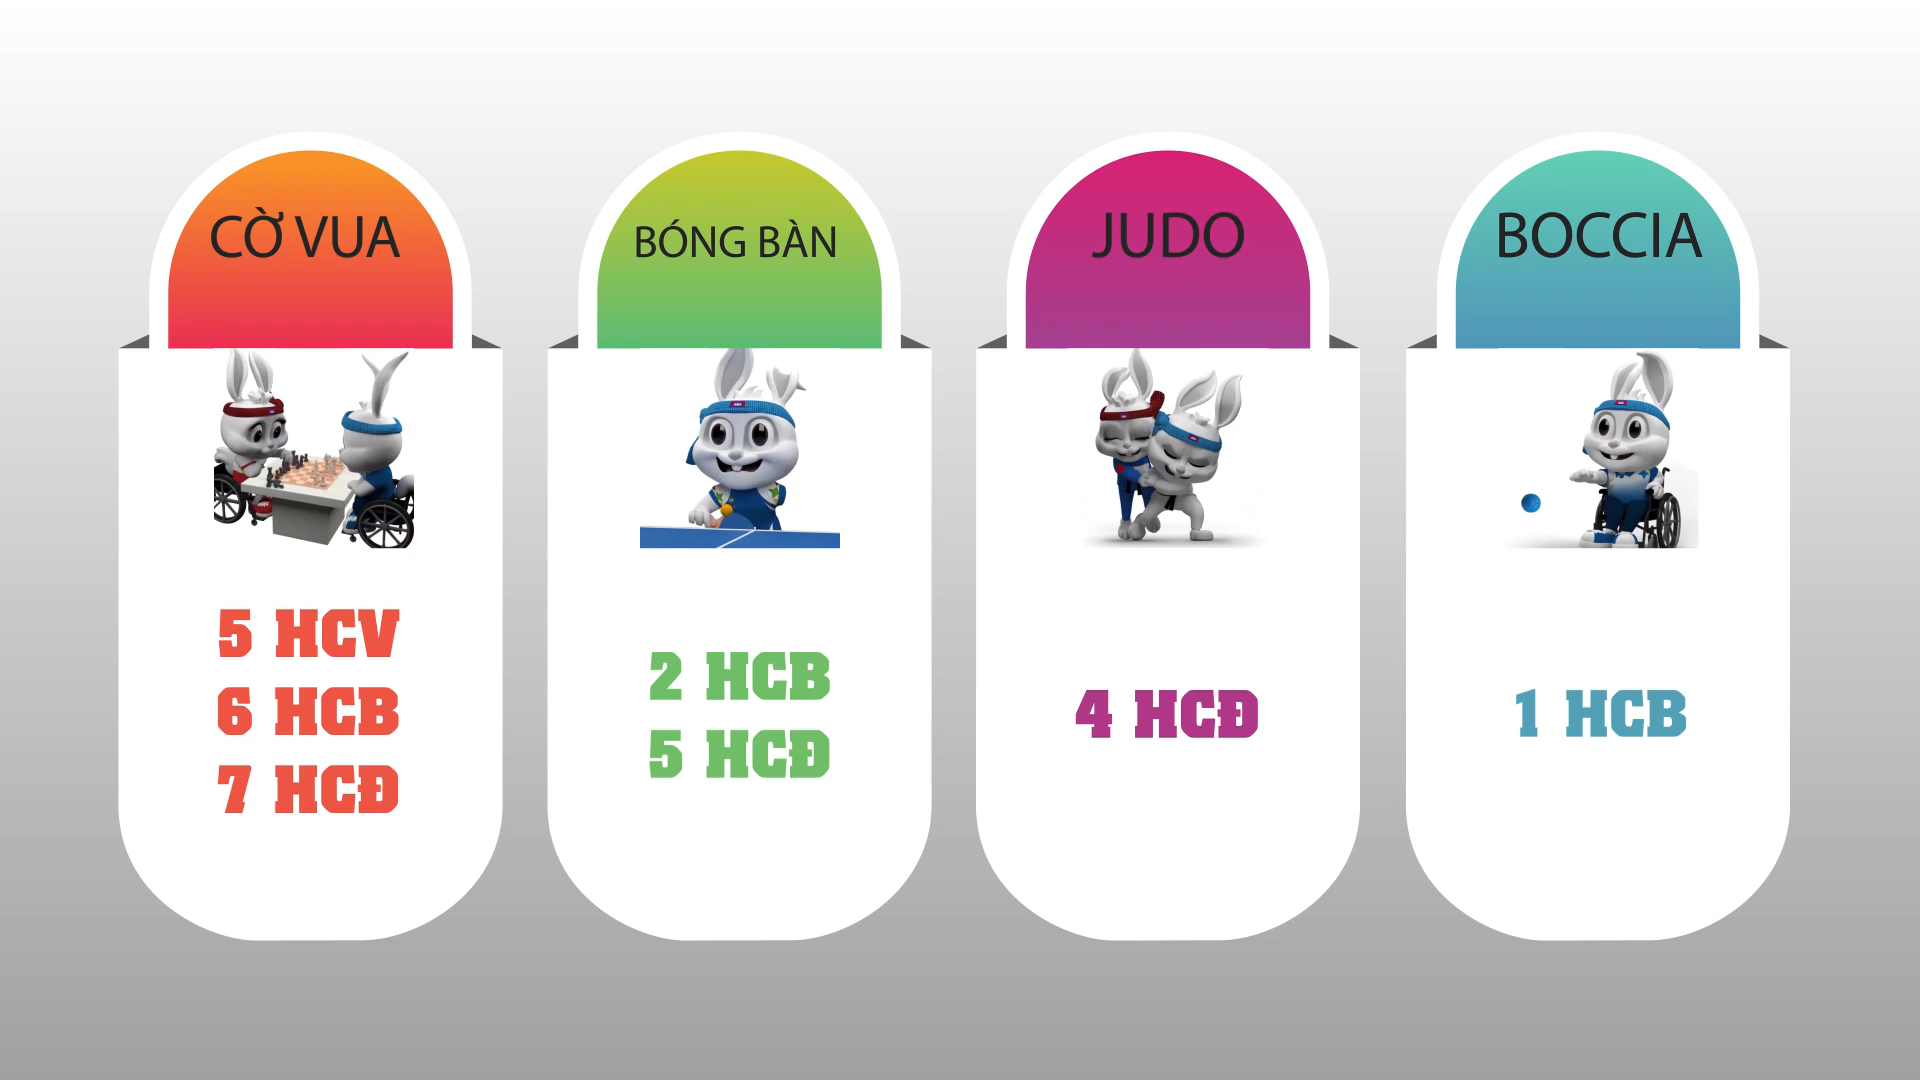 CỜ VUA
5 HCV
6 HCB
7 HCĐ
BÓNG BÀN
2 HCB
5 HCĐ
JUDO
4 HCĐ
BOCCIA
1 HCB